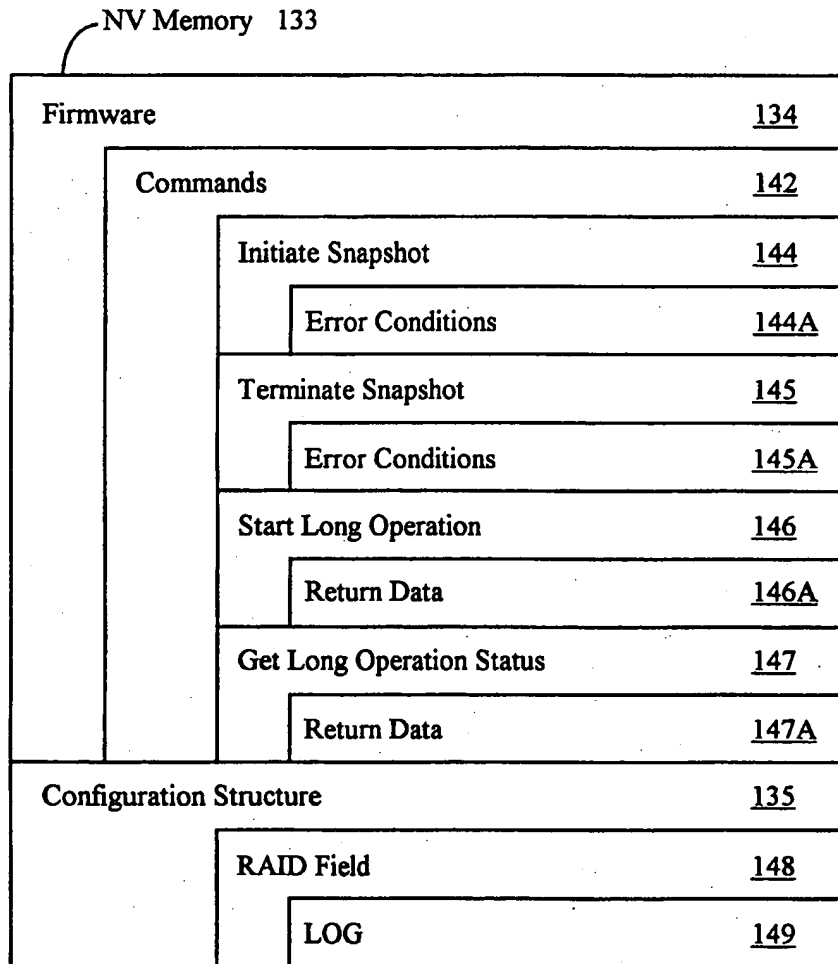 NV Memory 133
Firmware 134
Commands 142
Initiate Snapshot 144
Error Conditions 144A
Terminate Snapshot 145
Error Conditions 145A
Start Long Operation 146
Return Data 146A
Get Long Operation Status 147
Return Data 147A
Configuration Structure 135
RAID Field 148
LOG 149